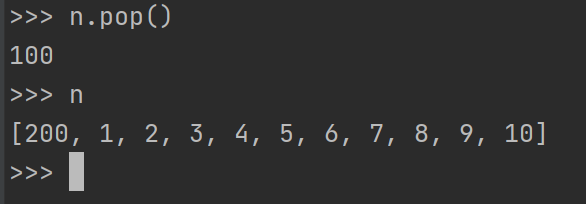 >>> n.pop()
100
>>> n
[200, 1, 2, 3, 4, 5, 6, 7, 8, 9, 10]
>>>